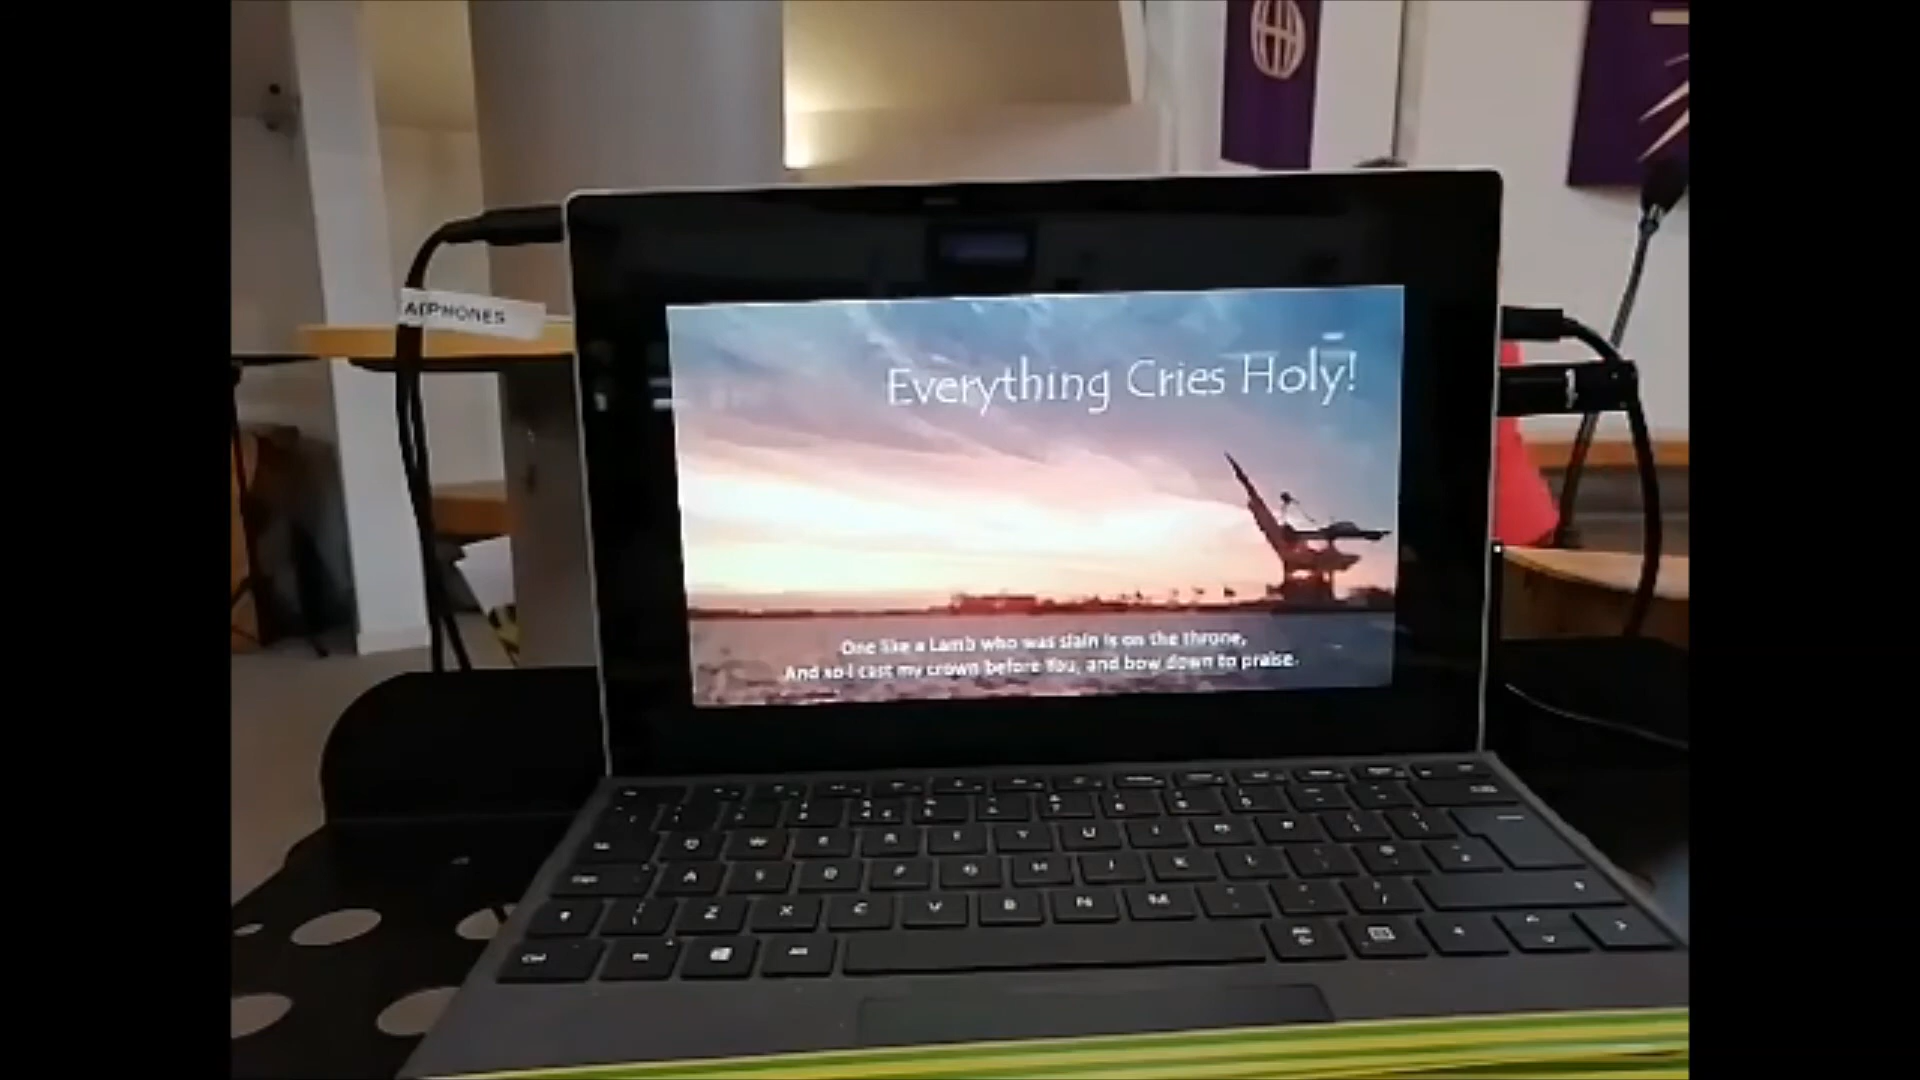 ADPHONES
Everything Cries Holy!
One like a Lamb who was slain is on the throne,
And so I cast my crown before You, and bow down to praise.